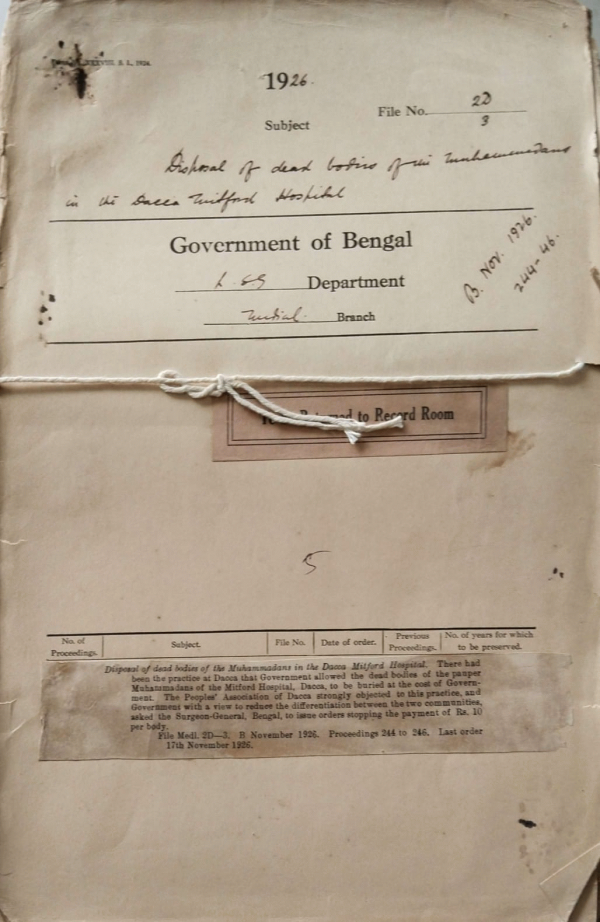 XXVIII. S. L. 1924.
1926.
File No. 2D
3
Subject
Disposal of dead bodies of the Muhammadans
in the Dacca Mitford Hospital
Government of Bengal
L. S. G Department
Medical Branch
B. Nov. 1926.
244-46.
to Record Room
5
No. of Proceedings. Subject. File No. Date of order. Previous Proceedings. No. of years for which to be preserved.
Disposal of dead bodies of the Muhammadans in the Dacca Mitford Hospital. There had
been the practice at Dacca that Government allowed the dead bodies of the pauper
Muhammadans of the Mitford Hospital, Dacca, to be buried at the cost of Govern-
ment. The Peoples' Association of Dacca strongly objected to this practice, and
Government with a view to reduce the differentiation between the two communities,
asked the Surgeon-General, Bengal, to issue orders stopping the payment of Rs. 10
per body.
File Medl. 2D—3. B November 1926. Proceedings 244 to 246. Last order
17th November 1926.